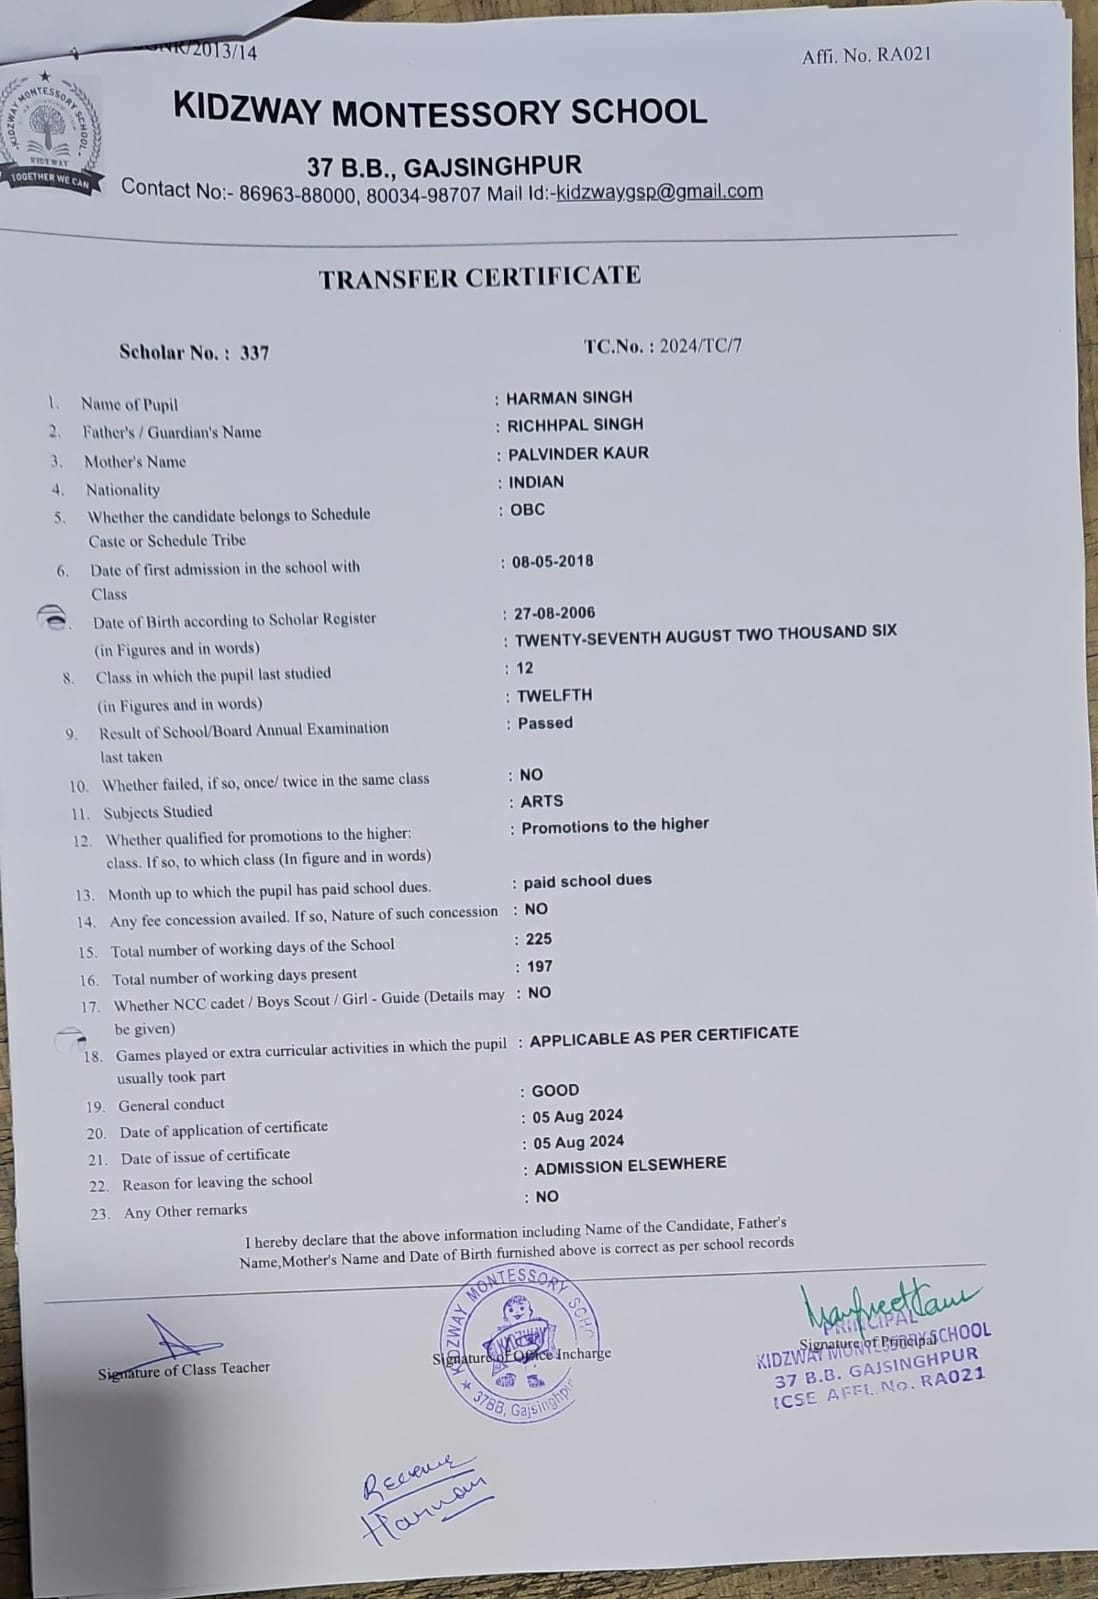 /2013/14
Affi. No. RA021
KIDZWAY MONTESSORY SCHOOL
KIDZWAY
TOGETHER WE CAN
KIDZWAY MONTESSORY SCHOOL
37 B.B., GAJSINGHPUR
Contact No:- 86963-88000, 80034-98707 Mail Id:-kidzwaygsp@gmail.com
TRANSFER CERTIFICATE
Scholar No. : 337
TC.No. : 2024/TC/7
1. Name of Pupil : HARMAN SINGH
2. Father's / Guardian's Name : RICHHPAL SINGH
3. Mother's Name : PALVINDER KAUR
4. Nationality : INDIAN
5. Whether the candidate belongs to Schedule : OBC
Caste or Schedule Tribe
6. Date of first admission in the school with : 08-05-2018
Class
Date of Birth according to Scholar Register : 27-08-2006
(in Figures and in words) : TWENTY-SEVENTH AUGUST TWO THOUSAND SIX
8. Class in which the pupil last studied : 12
(in Figures and in words) : TWELFTH
9. Result of School/Board Annual Examination : Passed
last taken
10. Whether failed, if so, once/ twice in the same class : NO
11. Subjects Studied : ARTS
12. Whether qualified for promotions to the higher: : Promotions to the higher
class. If so, to which class (In figure and in words)
13. Month up to which the pupil has paid school dues. : paid school dues
14. Any fee concession availed. If so, Nature of such concession : NO
15. Total number of working days of the School : 225
16. Total number of working days present : 197
17. Whether NCC cadet / Boys Scout / Girl - Guide (Details may : NO
be given)
18. Games played or extra curricular activities in which the pupil : APPLICABLE AS PER CERTIFICATE
usually took part
19. General conduct : GOOD
20. Date of application of certificate : 05 Aug 2024
21. Date of issue of certificate : 05 Aug 2024
22. Reason for leaving the school : ADMISSION ELSEWHERE
23. Any Other remarks : NO
I hereby declare that the above information including Name of the Candidate, Father's
Name,Mother's Name and Date of Birth furnished above is correct as per school records
Signature of Class Teacher
KIDZWAY MONTESSORY SCHO
KIDZWAY
37BB, Gajsinghpur
Signature of Office Incharge
Manpreet Kaur
PRINCIPAL
Signature of Principal
KIDZWAY MONTESSORY SCHOOL
37 B.B. GAJSINGHPUR
ICSE AFFI. No. RA021
Harman